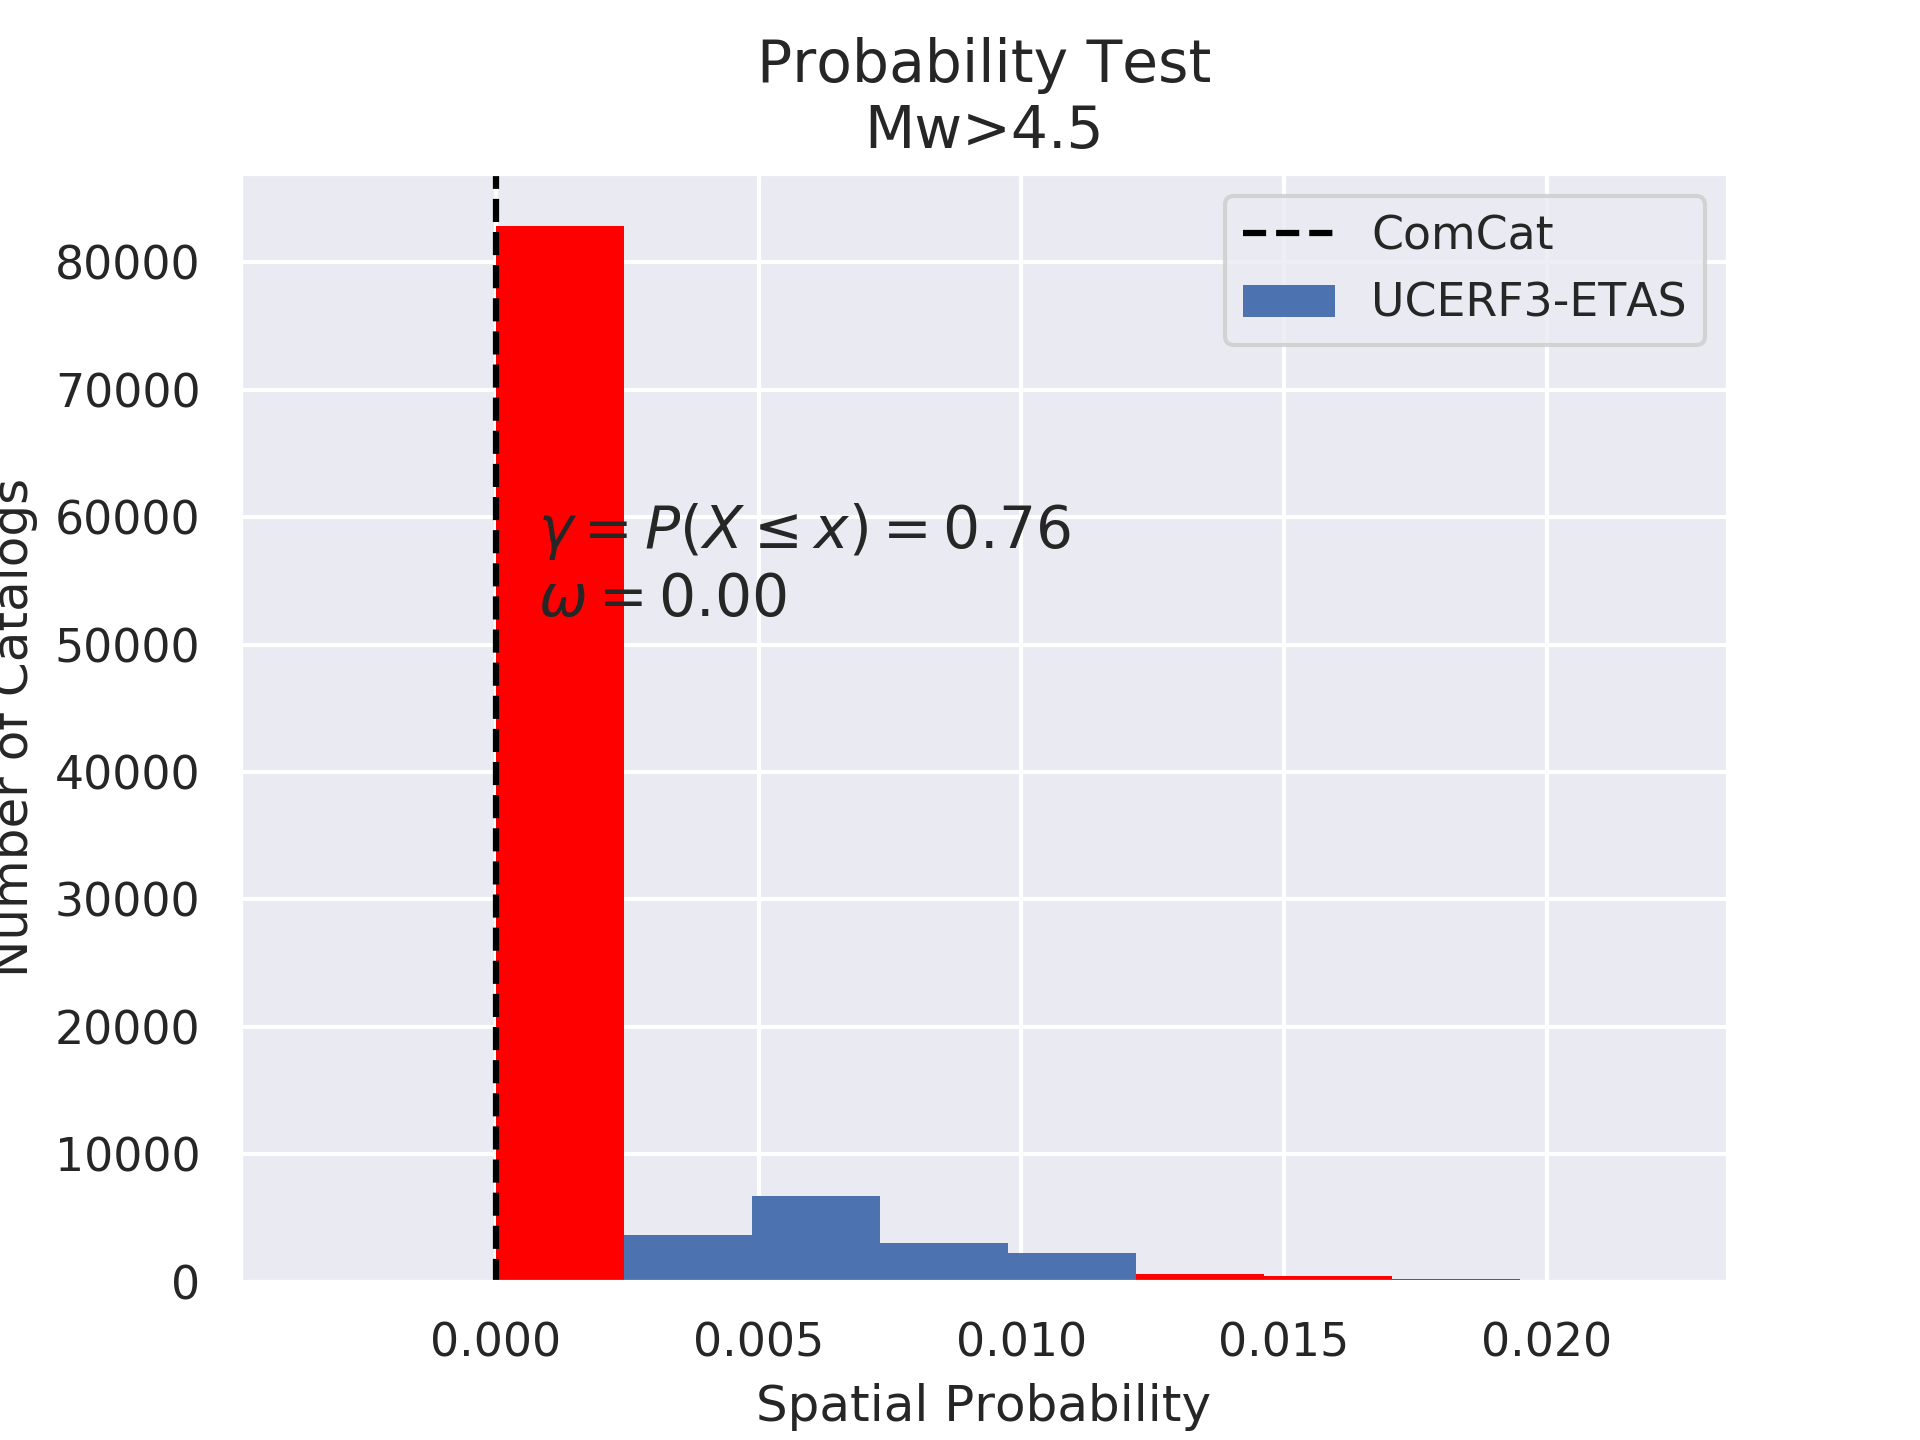 Probability Test
Mw>4.5
ComCat
UCERF3-ETAS
80000
70000
60000
50000
40000
30000
20000
10000
0
Number of Catalogs
γ = P(X ≤ x) = 0.76
ω = 0.00
0.000 0.005 0.010 0.015 0.020
Spatial Probability